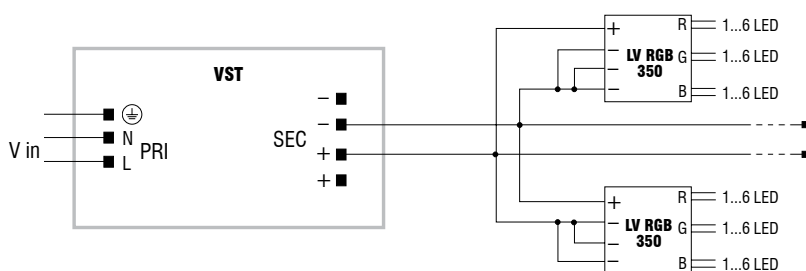 VST
V in
N
L
PRI
SEC
−
−
+
+
+
−
−
−
LV RGB
350
R
G
B
1...6 LED
1...6 LED
1...6 LED
+
−
−
−
LV RGB
350
R
G
B
1...6 LED
1...6 LED
1...6 LED